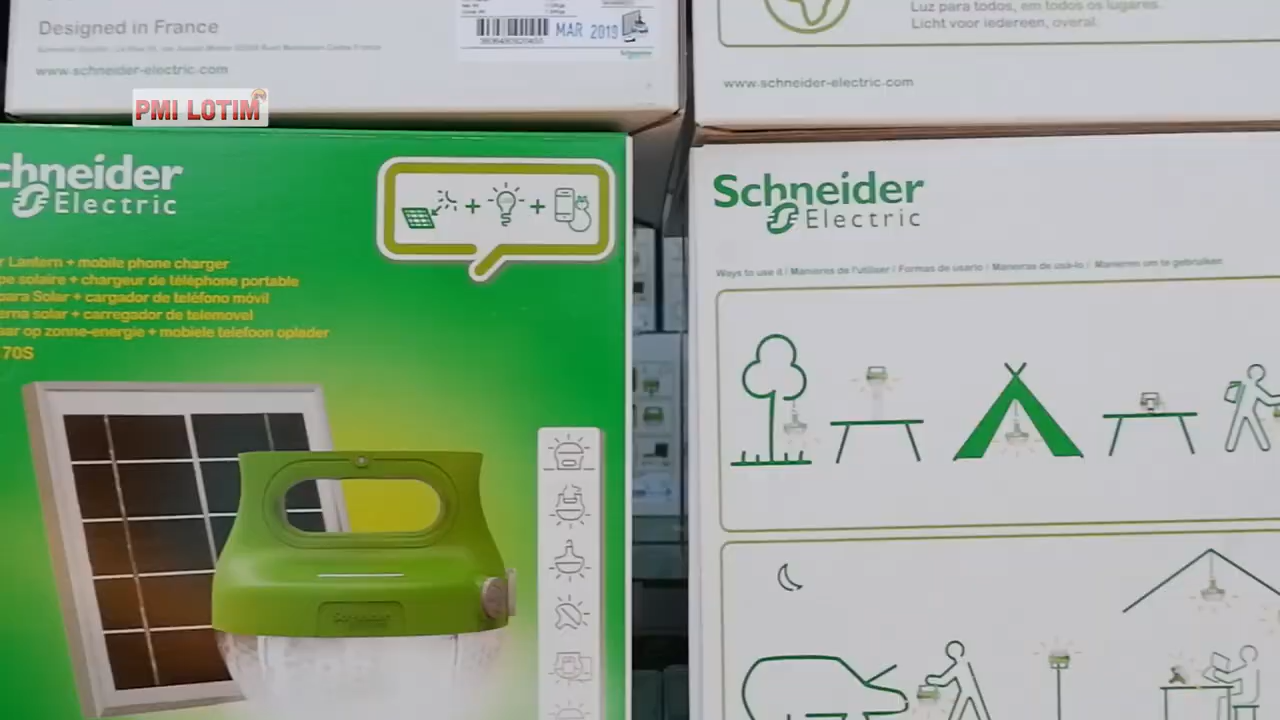 Designed in France
www.schneider-electric.com
MAR 2019
Luz para todos, em todos os lugares.
Licht voor iedereen, overal.
www.schneider-electric.com
PMI LOTIM
chneider
Electric
r Lantern + mobile phone charger
pe solaire + chargeur de téléphone portable
para Solar + cargador de teléfono móvil
erna solar + carregador de telemovel
aar op zonne-energie + mobiele telefoon oplader
70S
Schneider
Schneider
Electric
Ways to use it / Manières de l'utiliser / Formas de usarlo / Maneiras de usá-lo / Manieren om te gebruiken